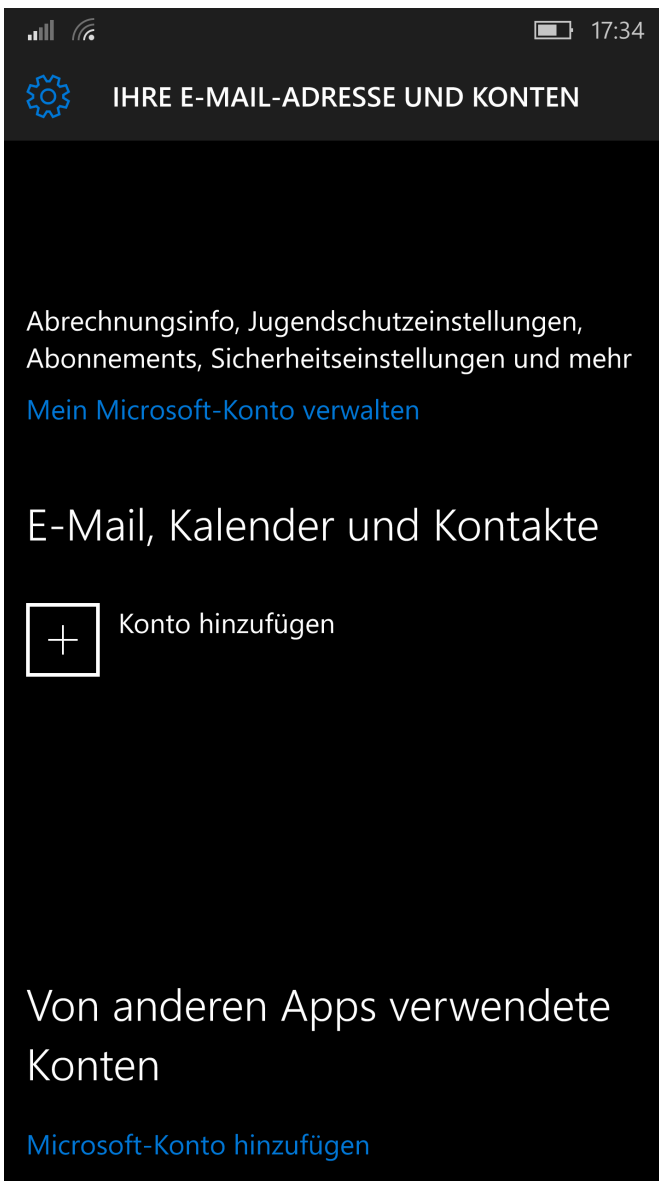 17:34
IHRE E-MAIL-ADRESSE UND KONTEN
Abrechnungsinfo, Jugendschutzeinstellungen,
Abonnements, Sicherheitseinstellungen und mehr
Mein Microsoft-Konto verwalten
E-Mail, Kalender und Kontakte
Konto hinzufügen
Von anderen Apps verwendete
Konten
Microsoft-Konto hinzufügen